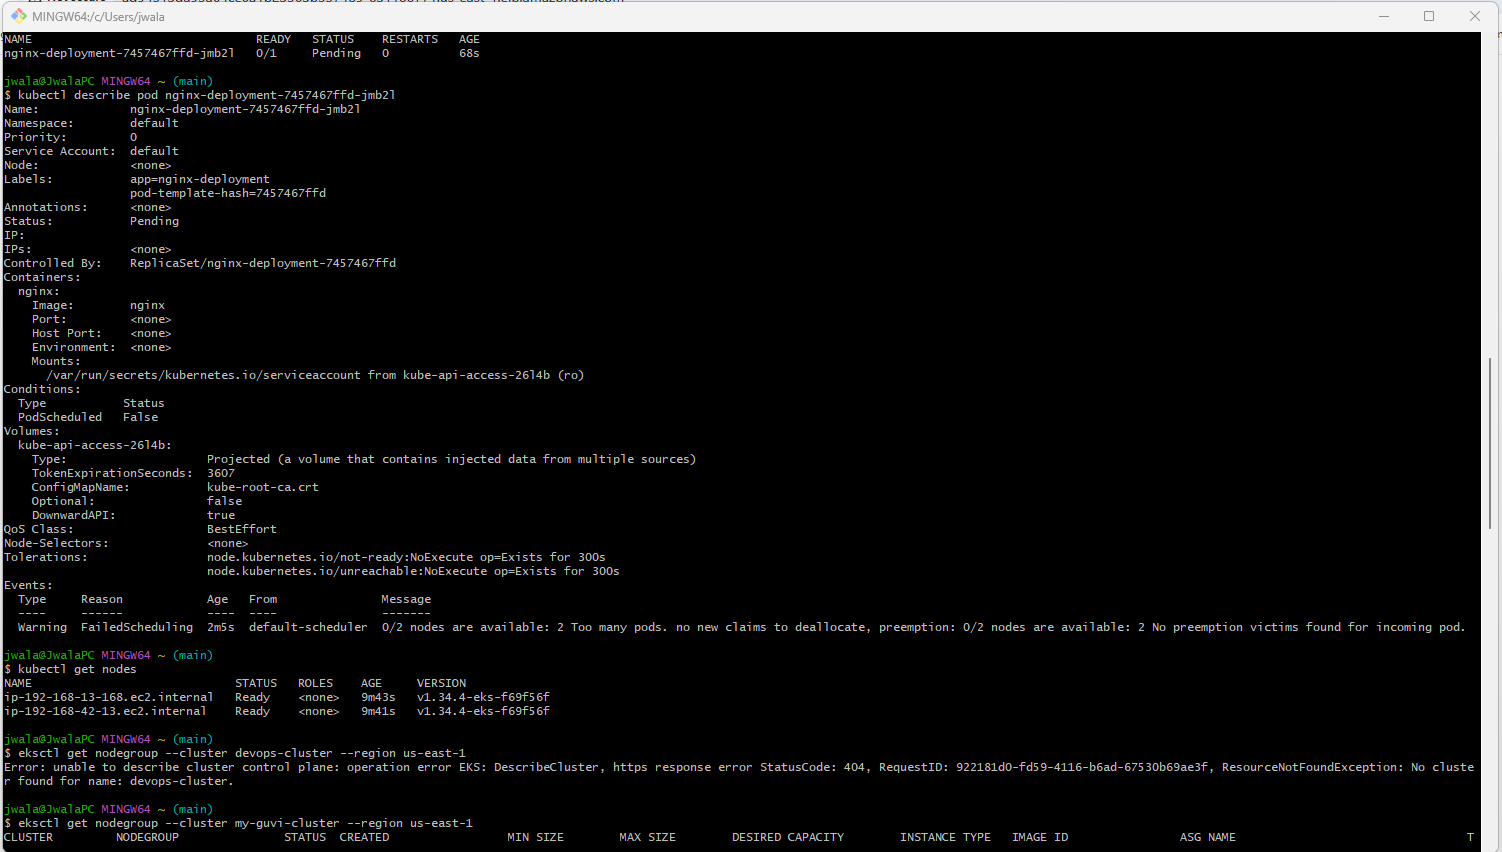 MINGW64:/c/Users/jwala
NAME READY STATUS RESTARTS AGE
nginx-deployment-7457467ffd-jmb2l 0/1 Pending 0 68s
jwala@JwalaPC MINGW64 ~ (main)
$ kubectl describe pod nginx-deployment-7457467ffd-jmb2l
Name: nginx-deployment-7457467ffd-jmb2l
Namespace: default
Priority: 0
Service Account: default
Node: <none>
Labels: app=nginx-deployment
pod-template-hash=7457467ffd
Annotations: <none>
Status: Pending
IP:
IPs: <none>
Controlled By: ReplicaSet/nginx-deployment-7457467ffd
Containers:
nginx:
Image: nginx
Port: <none>
Host Port: <none>
Environment: <none>
Mounts:
/var/run/secrets/kubernetes.io/serviceaccount from kube-api-access-26l4b (ro)
Conditions:
Type Status
PodScheduled False
Volumes:
kube-api-access-26l4b:
Type: Projected (a volume that contains injected data from multiple sources)
TokenExpirationSeconds: 3607
ConfigMapName: kube-root-ca.crt
Optional: false
DownwardAPI: true
QoS Class: BestEffort
Node-Selectors: <none>
Tolerations: node.kubernetes.io/not-ready:NoExecute op=Exists for 300s
node.kubernetes.io/unreachable:NoExecute op=Exists for 300s
Events:
Type Reason Age From Message
---- ------ ---- ---- -------
Warning FailedScheduling 2m5s default-scheduler 0/2 nodes are available: 2 Too many pods. no new claims to deallocate, preemption: 0/2 nodes are available: 2 No preemption victims found for incoming pod.
jwala@JwalaPC MINGW64 ~ (main)
$ kubectl get nodes
NAME STATUS ROLES AGE VERSION
ip-192-168-13-168.ec2.internal Ready <none> 9m43s v1.34.4-eks-f69f56f
ip-192-168-42-13.ec2.internal Ready <none> 9m41s v1.34.4-eks-f69f56f
jwala@JwalaPC MINGW64 ~ (main)
$ eksctl get nodegroup --cluster devops-cluster --region us-east-1
Error: unable to describe cluster control plane: operation error EKS: DescribeCluster, https response error StatusCode: 404, RequestID: 922181d0-fd59-4116-b6ad-67530b69ae3f, ResourceNotFoundException: No cluste
r found for name: devops-cluster.
jwala@JwalaPC MINGW64 ~ (main)
$ eksctl get nodegroup --cluster my-guvi-cluster --region us-east-1
CLUSTER NODEGROUP STATUS CREATED MIN SIZE MAX SIZE DESIRED CAPACITY INSTANCE TYPE IMAGE ID ASG NAME T